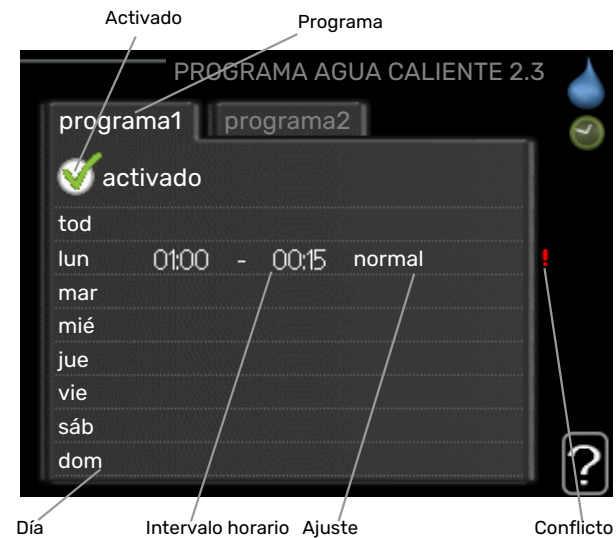 Activado
Programa
PROGRAMA AGUA CALIENTE 2.3
programa1 programa2
activado
tod
lun 01:00 - 00:15 normal !
mar
mié
jue
vie
sáb
dom
?
Día Intervalo horario Ajuste Conflicto